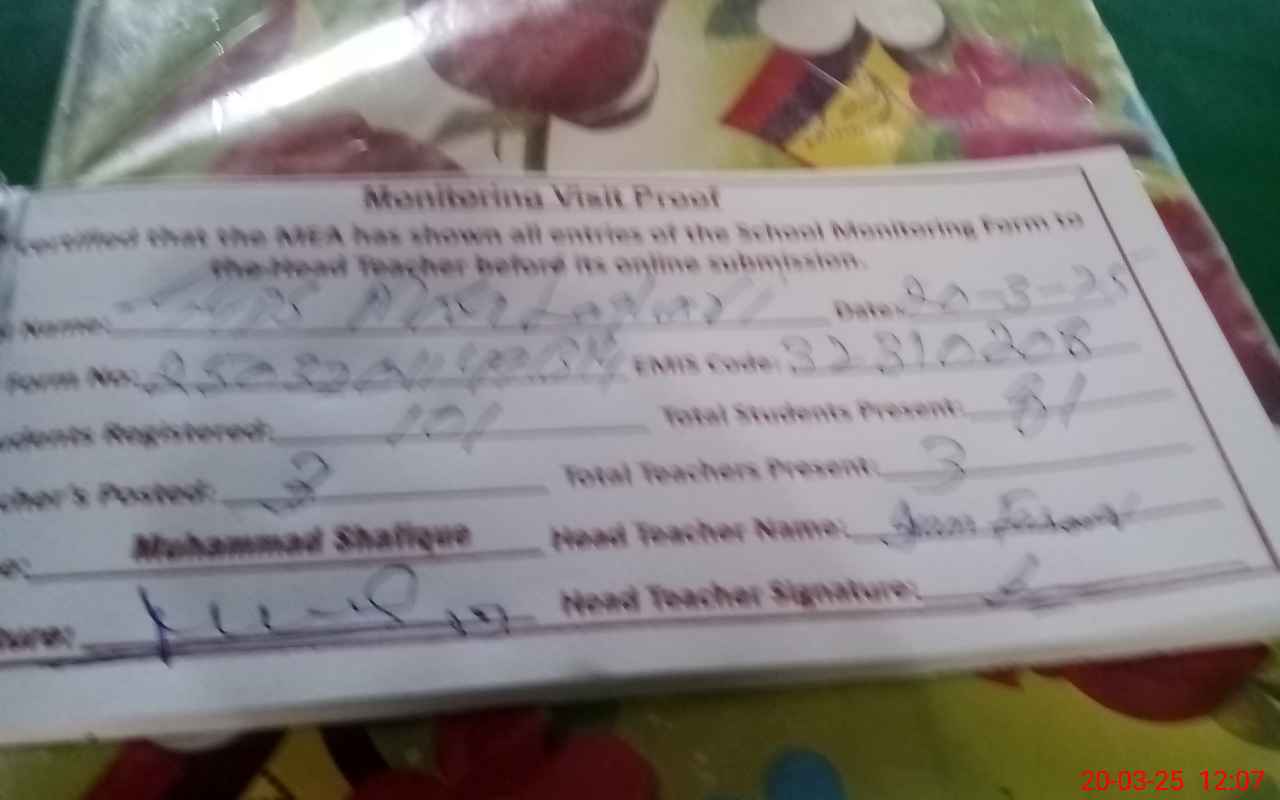 Monitoring Visit Proof
certified that the MEA has shown all entries of the School Monitoring Form to
the Head Teacher before its online submission.
Name: Date: 20-3-25
Form No: EMIS Code: 32310208
udents Registered: 101 Total Students Present: 81
cher's Posted: 3 Total Teachers Present: 3
e: Muhammad Shafique Head Teacher Name:
ture: Head Teacher Signature:
20-03-25 12:07